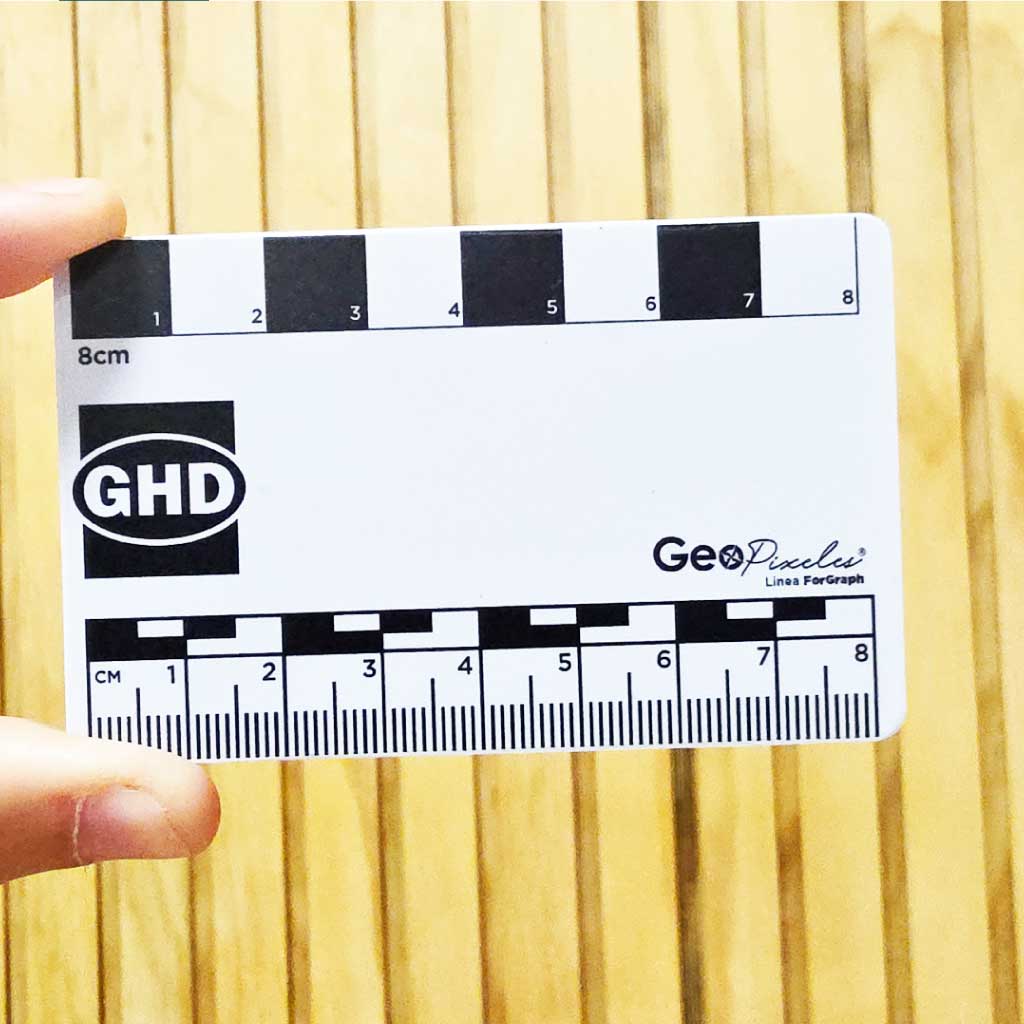 1 2 3 4 5 6 7 8
8cm
GHD
GeoPixeles®
Linea ForGraph
CM 1 2 3 4 5 6 7 8